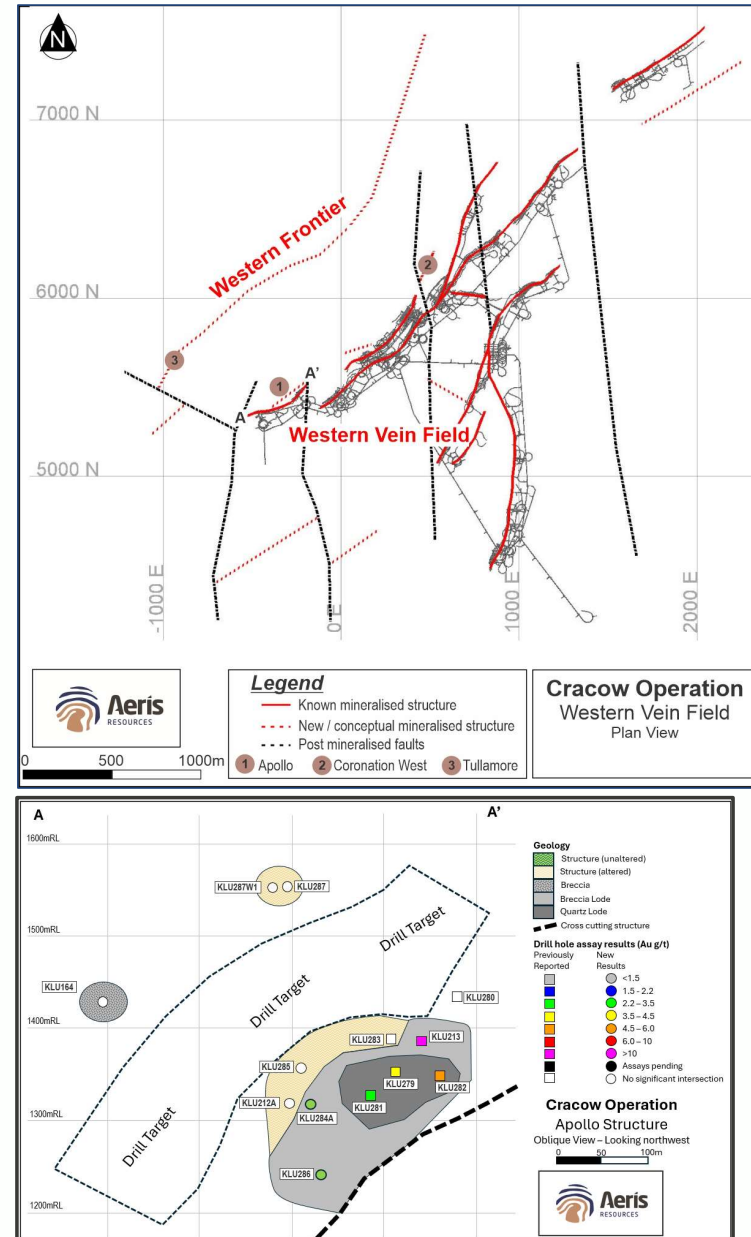 N
7000 N
Western Frontier
6000 N
2
3
1
A'
A
Western Vein Field
5000 N
-1000 E
0 E
1000 E
2000 E
Aeris
RESOURCES
0 500 1000m
Legend
Known mineralised structure
New / conceptual mineralised structure
Post mineralised faults
1 Apollo 2 Coronation West 3 Tullamore
Cracow Operation
Western Vein Field
Plan View
A
A'
1600mRL
KLU287W1
KLU287
1500mRL
Drill Target
KLU164
Drill Target
KLU280
1400mRL
KLU283
KLU213
KLU285
KLU279
KLU282
KLU212A
KLU281
1300mRL
KLU284A
Drill Target
KLU286
1200mRL
Geology
Structure (unaltered)
Structure (altered)
Breccia
Breccia Lode
Quartz Lode
Cross cutting structure
Drill hole assay results (Au g/t)
Previously Reported
New Results
<1.5
1.5 - 2.2
2.2 – 3.5
3.5 – 4.5
4.5 – 6.0
6.0 – 10
>10
Assays pending
No significant intersection
Cracow Operation
Apollo Structure
Oblique View – Looking northwest
0 50 100m
Aeris
RESOURCES